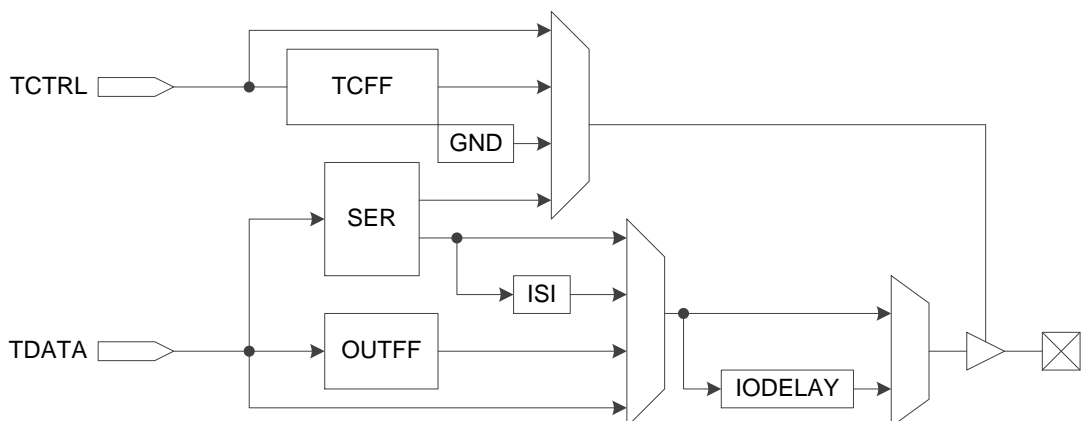 TCTRL
TCFF
GND
SER
ISI
TDATA
OUTFF
IODELAY